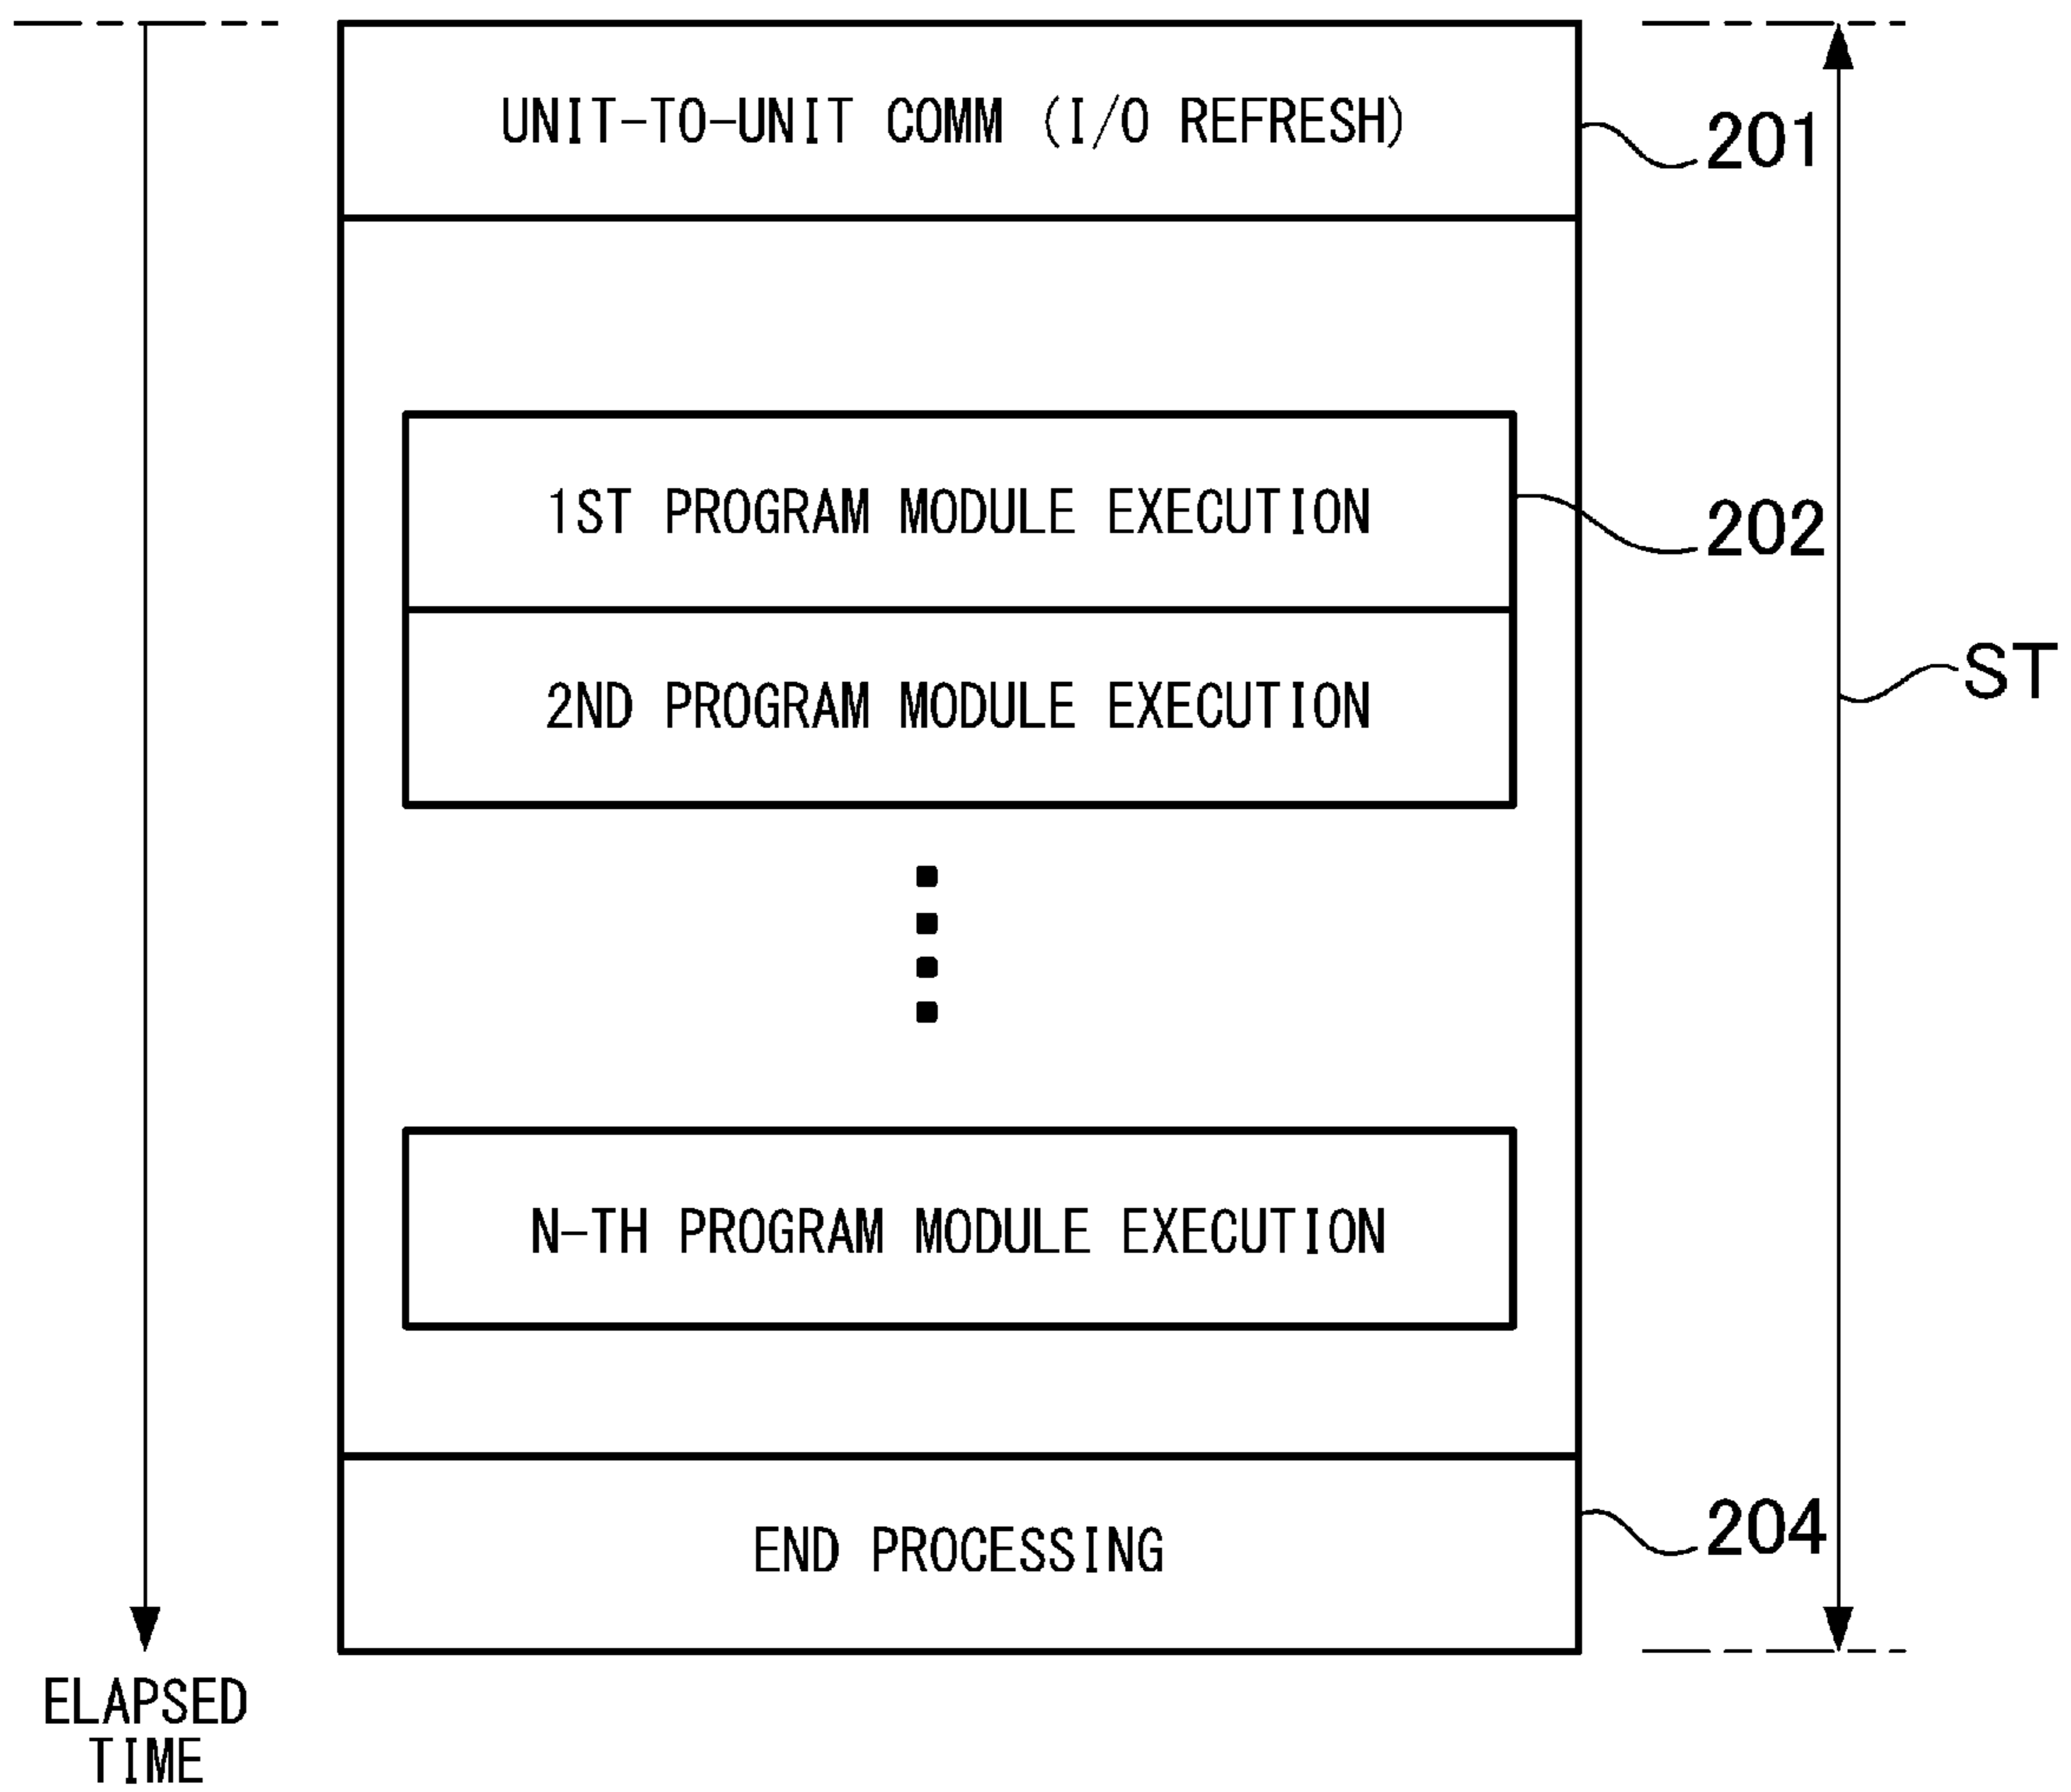 UNIT-TO-UNIT COMM (I/O REFRESH)
201
1ST PROGRAM MODULE EXECUTION
202
2ND PROGRAM MODULE EXECUTION
ST
N-TH PROGRAM MODULE EXECUTION
END PROCESSING
204
ELAPSED
TIME